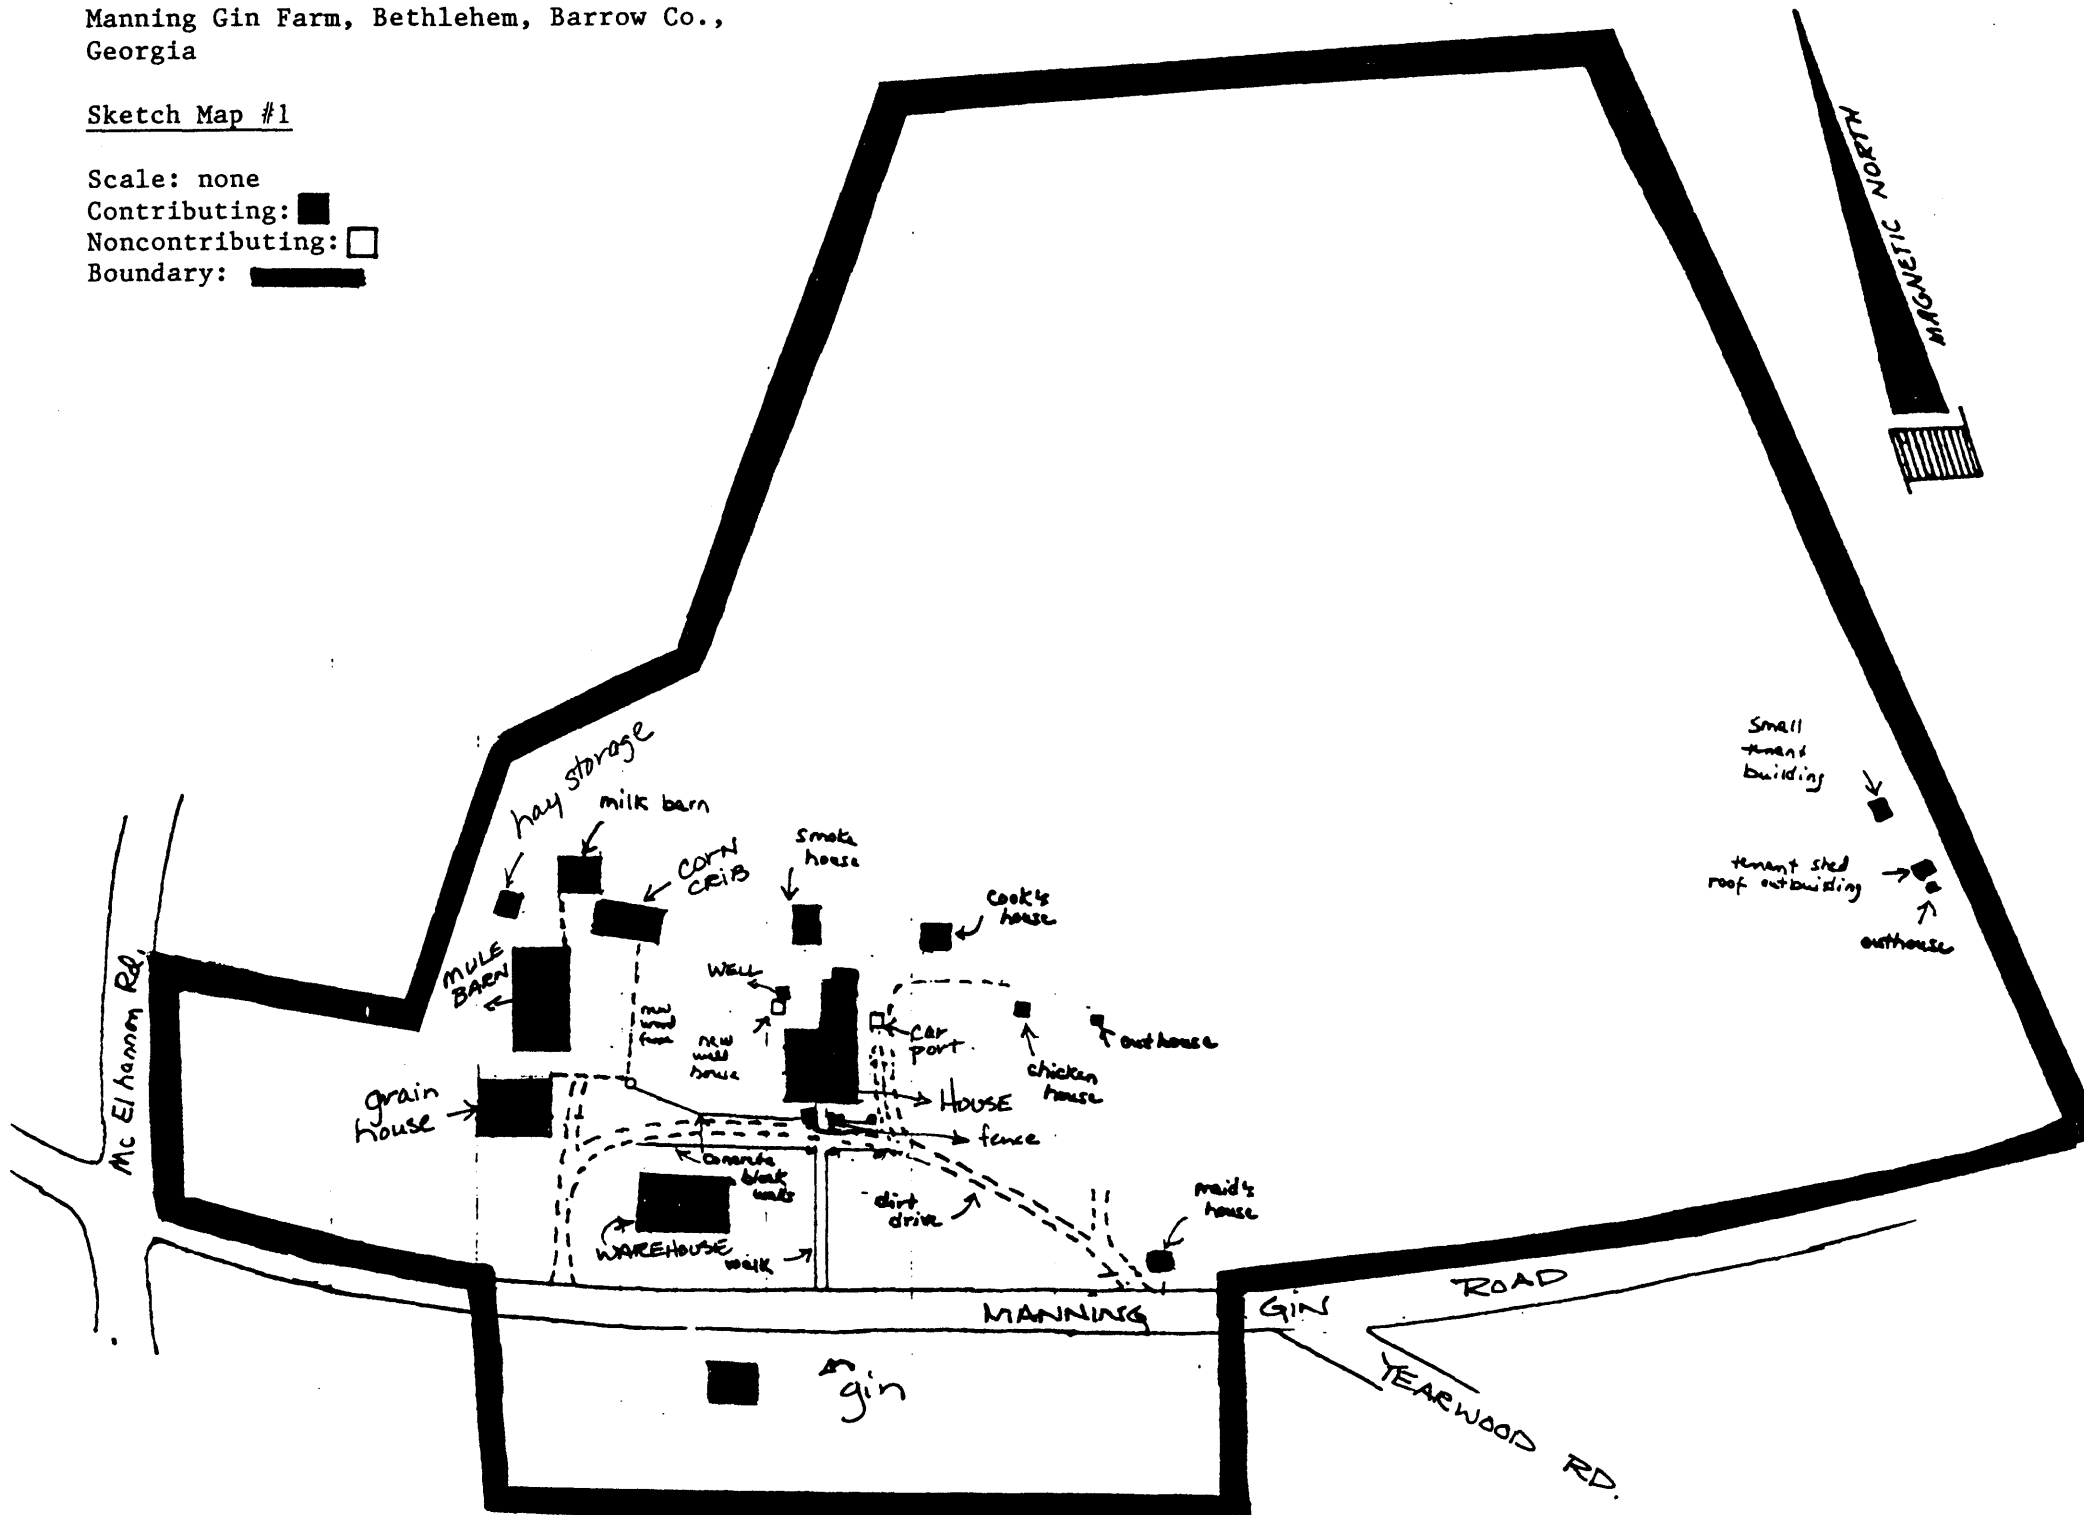 Manning Gin Farm, Bethlehem, Barrow Co.,
Georgia
Sketch Map #1
Scale: none
Contributing:
Noncontributing:
Boundary:
MAGNETIC NORTH
hay storage
milk barn
CORN
CRIB
smoke
house
cook's
house
small
tenant
building
tenant shed
roof outbuilding
outhouse
MULE
BARN
WELL
new
wood
fence
new
well
house
car
port
outhouse
chicken
house
grain
house
HOUSE
fence
concrete
block
walls
dirt
drive
maid's
house
WAREHOUSE
walk
Mc Elhannon Rd.
MANNING GIN ROAD
gin
YEARWOOD RD.